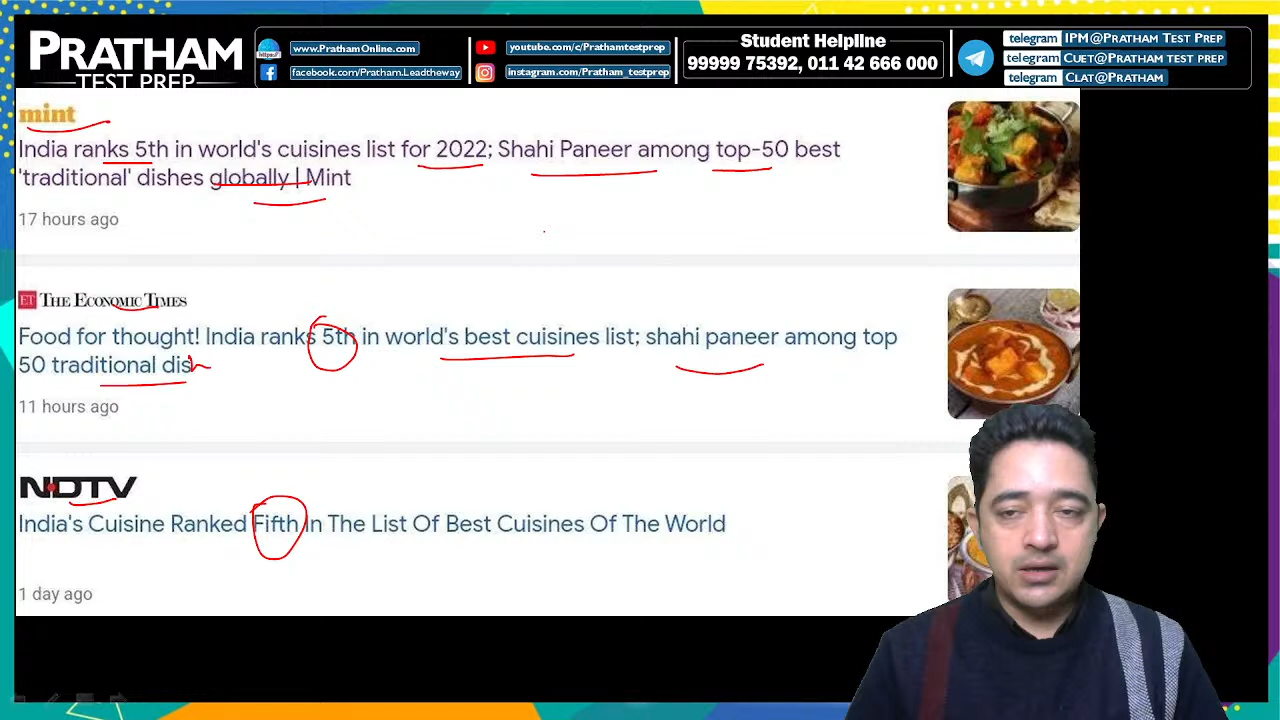 PRATHAM
TEST PREP
https://
www.PrathamOnline.com
facebook.com/Pratham.Leadtheway
youtube.com/c/Prathamtestprep
instagram.com/Pratham_testprep
Student Helpline
99999 75392, 011 42 666 000
telegram IPM@PRATHAM TEST PREP
telegram CUET@PRATHAM TEST PREP
telegram CLAT@PRATHAM
mint
India ranks 5th in world's cuisines list for 2022; Shahi Paneer among top-50 best
'traditional' dishes globally | Mint
17 hours ago
ET THE ECONOMIC TIMES
Food for thought! India ranks 5th in world's best cuisines list; shahi paneer among top
50 traditional dish
11 hours ago
NDTV
India's Cuisine Ranked Fifth In The List Of Best Cuisines Of The World
1 day ago